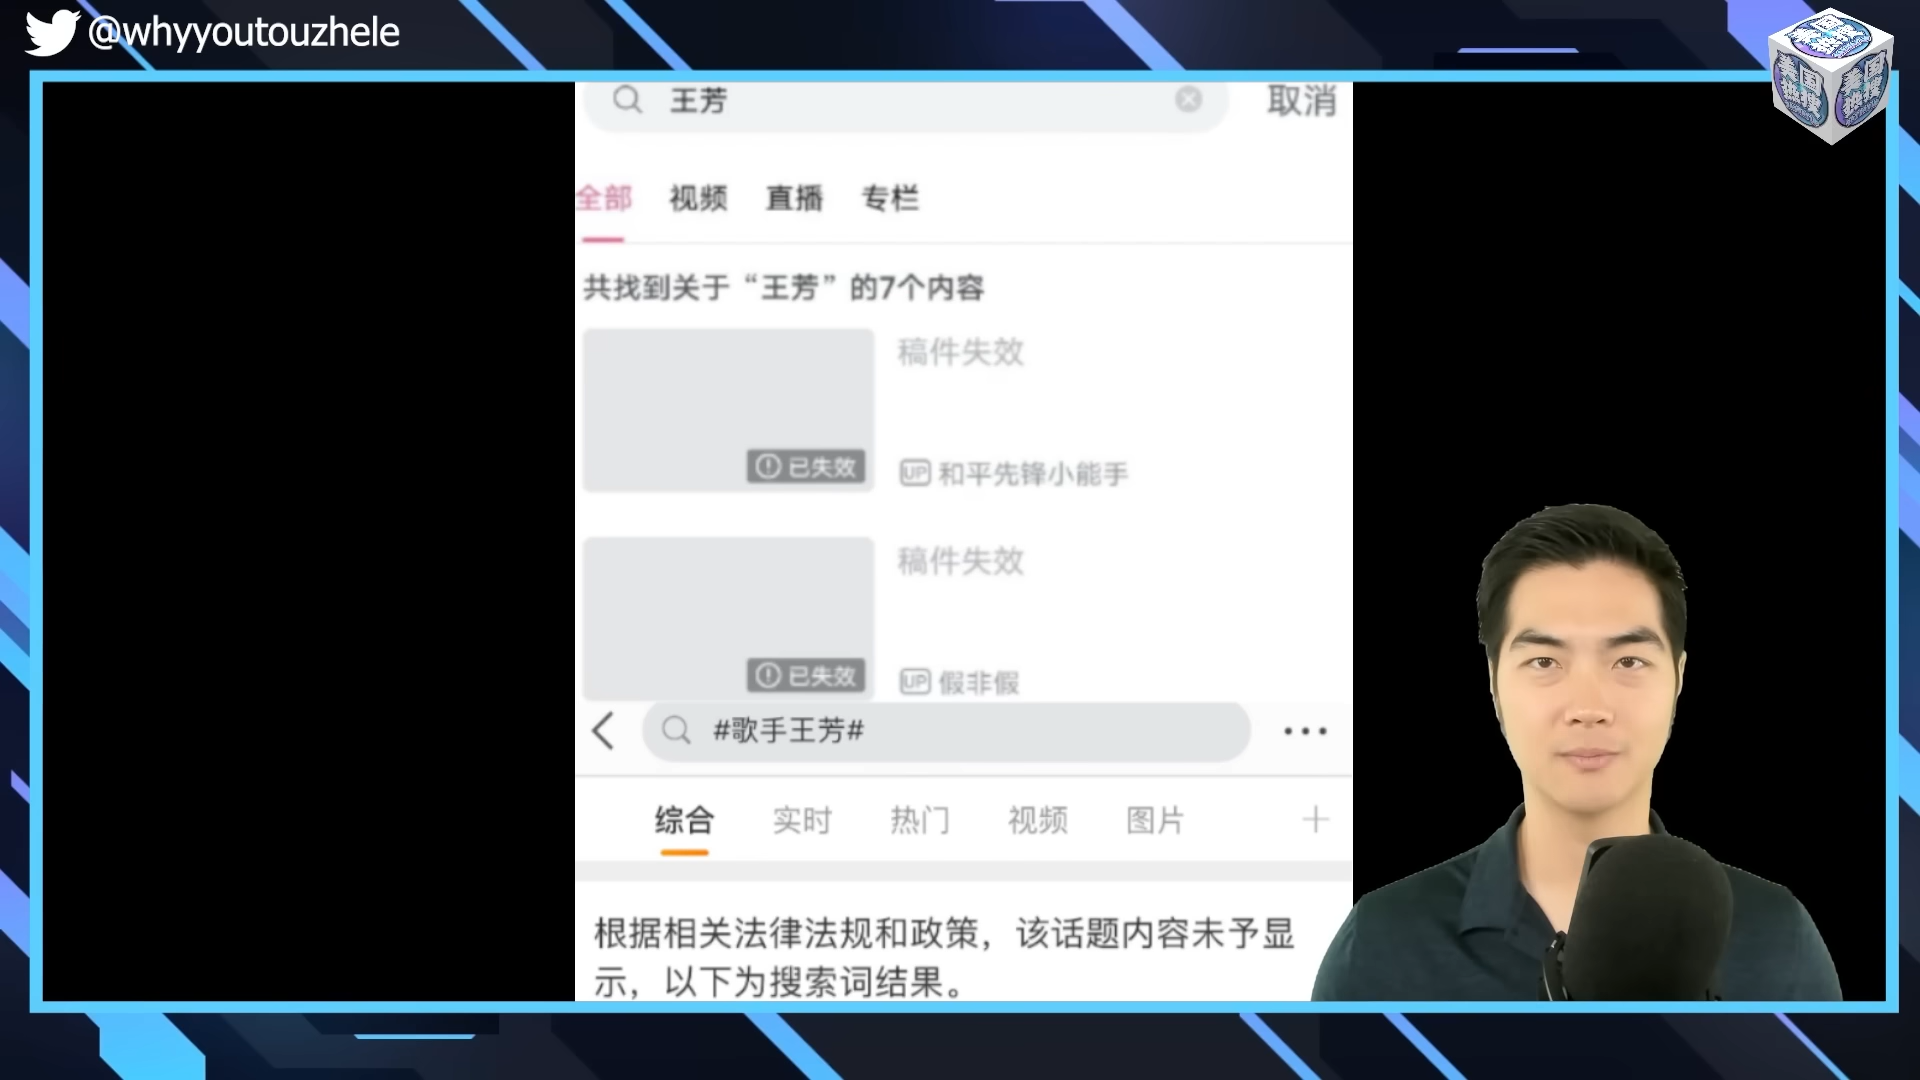 @whyyoutouzhele
王芳
取消
全部 视频 直播 专栏
共找到关于“王芳”的7个内容
稿件失效
已失效
UP 和平先锋小能手
稿件失效
已失效
UP 假非假
#歌手王芳#
综合 实时 热门 视频 图片
根据相关法律法规和政策，该话题内容未予显
示，以下为搜索词结果。